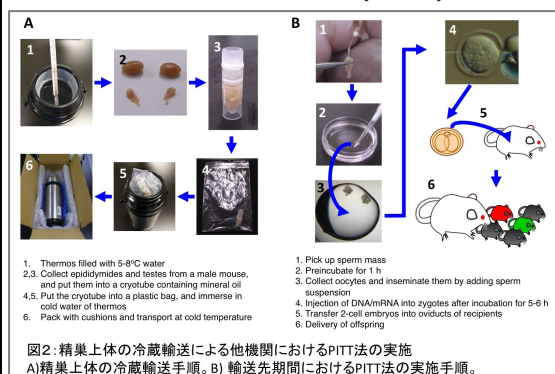 A
B
1
2
3
4
5
6
1
2
3
4
5
6
1. Thermos filled with 5-8ºC water
2,3. Collect epididymides and testes from a male mouse,
and put them into a cryotube containing mineral oil
4,5. Put the cryotube into a plastic bag, and immerse in
cold water of thermos
6. Pack with cushions and transport at cold temperature
1. Pick up sperm mass
2. Preincubate for 1 h
3. Collect oocytes and inseminate them by adding sperm
suspension
4. Injection of DNA/mRNA into zygotes after incubation for 5-6 h
5. Transfer 2-cell embryos into oviducts of recipients
6. Delivery of offspring
図2:精巣上体の冷蔵輸送による他機関におけるPITT法の実施
A)精巣上体の冷蔵輸送手順。B) 輸送先期間におけるPITT法の実施手順。